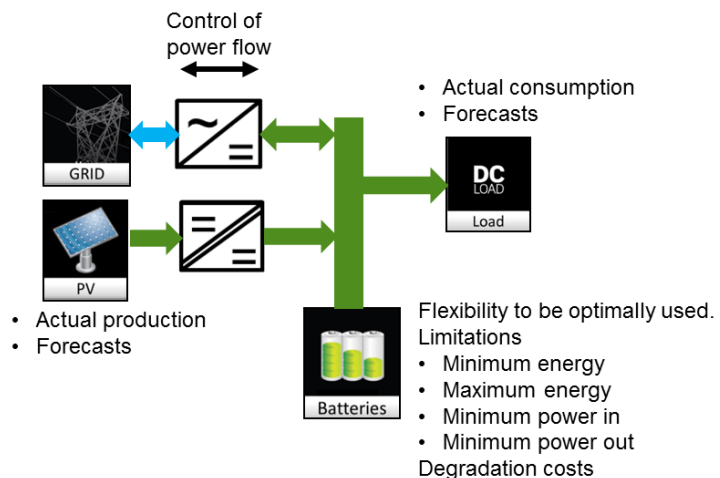 Control of
power flow
GRID
PV
• Actual production
• Forecasts
• Actual consumption
• Forecasts
DC
LOAD
Load
Batteries
Flexibility to be optimally used.
Limitations
• Minimum energy
• Maximum energy
• Minimum power in
• Minimum power out
Degradation costs